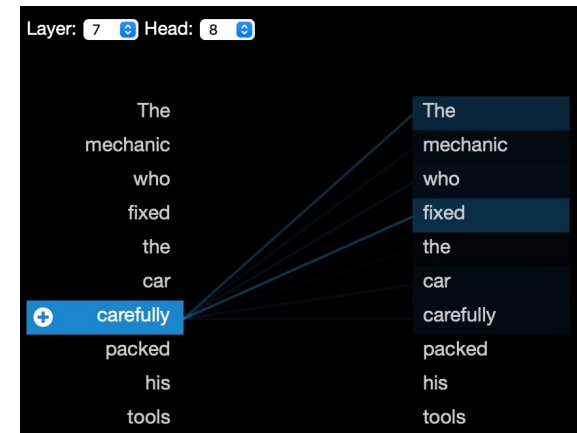 Layer: 7 Head: 8
The The
mechanic mechanic
who who
fixed fixed
the the
car car
carefully carefully
packed packed
his his
tools tools